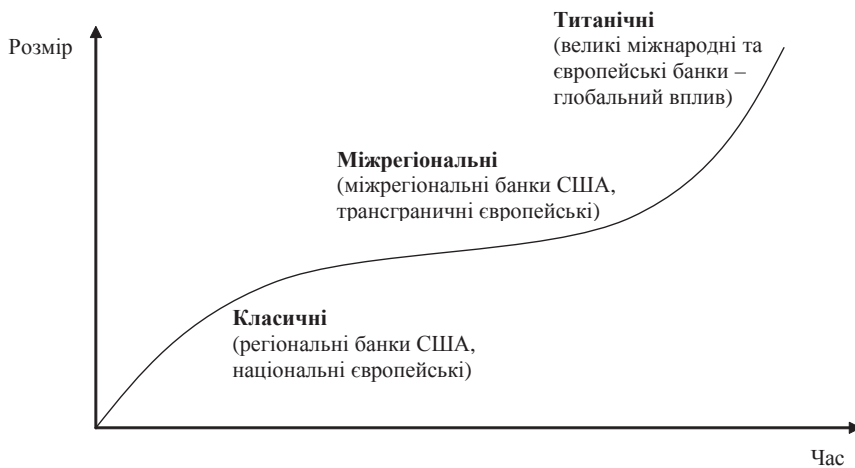 Титанічні
(великі міжнародні та
європейські банки –
глобальний вплив)
Розмір
Міжрегіональні
(міжрегіональні банки США,
трансграничні європейські)
Класичні
(регіональні банки США,
національні європейські)
Час